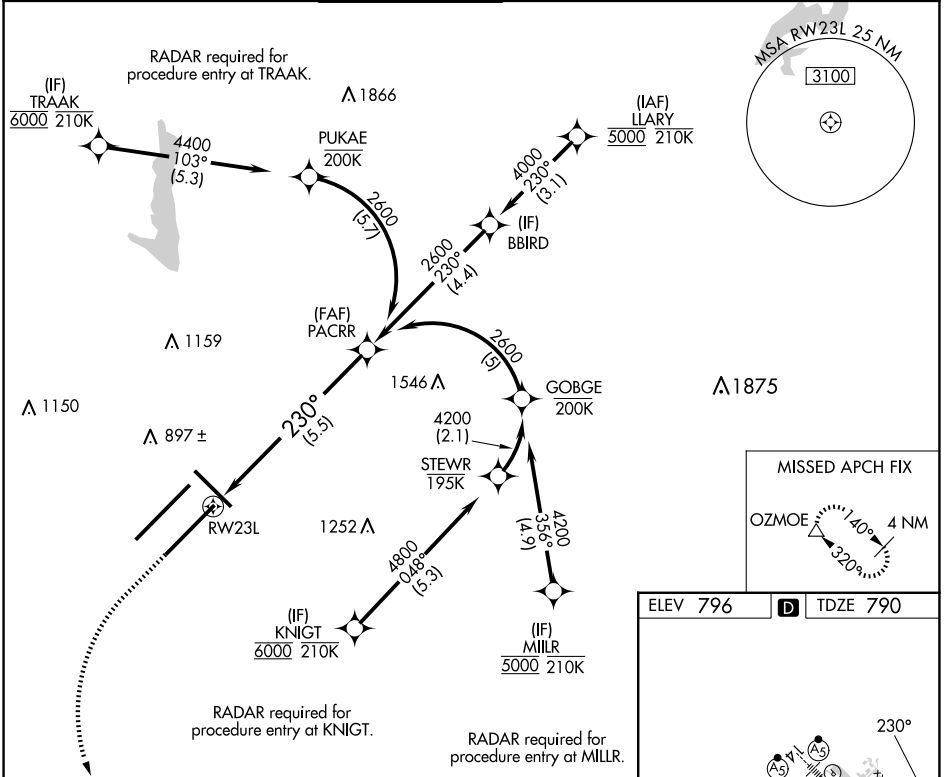 RADAR required for
procedure entry at TRAAK.
(IF)
TRAAK
6000 210K
4400
103°
(5.3)
1866
PUKAE
200K
2600
(5.7)
(IAF)
LLARY
5000 210K
4000
230°
(3.1)
(IF)
BBIRD
2600
230°
(4.4)
MSA RW23L 25 NM
3100
(FAF)
PACRR
1159
1150
897 ±
230°
(5.5)
RW23L
1546
2600
(5)
GOBGE
200K
1875
4200
(2.1)
STEWR
195K
1252
4800
048°
(5.3)
4200
356°
(4.9)
(IF)
KNIGT
6000 210K
(IF)
MIILR
5000 210K
RADAR required for
procedure entry at KNIGT.
RADAR required for
procedure entry at MILLR.
MISSED APCH FIX
OZMOE
140°
4 NM
320°
ELEV 796
D
TDZE 790
230°
A5
A5
14
P